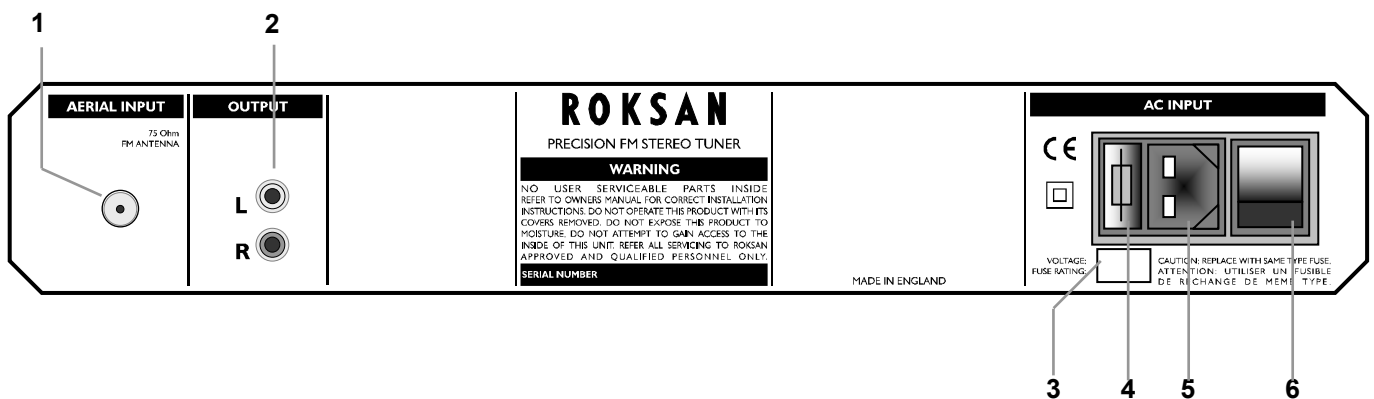 1
2
AERIAL INPUT
75 Ohm
FM ANTENNA
OUTPUT
L
R
ROKSAN
PRECISION FM STEREO TUNER
WARNING
NO USER SERVICEABLE PARTS INSIDE
REFER TO OWNERS MANUAL FOR CORRECT INSTALLATION
INSTRUCTIONS. DO NOT OPERATE THIS PRODUCT WITH ITS
COVERS REMOVED. DO NOT EXPOSE THIS PRODUCT TO
MOISTURE. DO NOT ATTEMPT TO GAIN ACCESS TO THE
INSIDE OF THIS UNIT. REFER ALL SERVICING TO ROKSAN
APPROVED AND QUALIFIED PERSONNEL ONLY.
SERIAL NUMBER
MADE IN ENGLAND
AC INPUT
CE
VOLTAGE:
FUSE RATING:
CAUTION: REPLACE WITH SAME TYPE FUSE.
ATTENTION: UTILISER UN FUSIBLE
DE RECHANGE DE MEME TYPE.
3
4
5
6